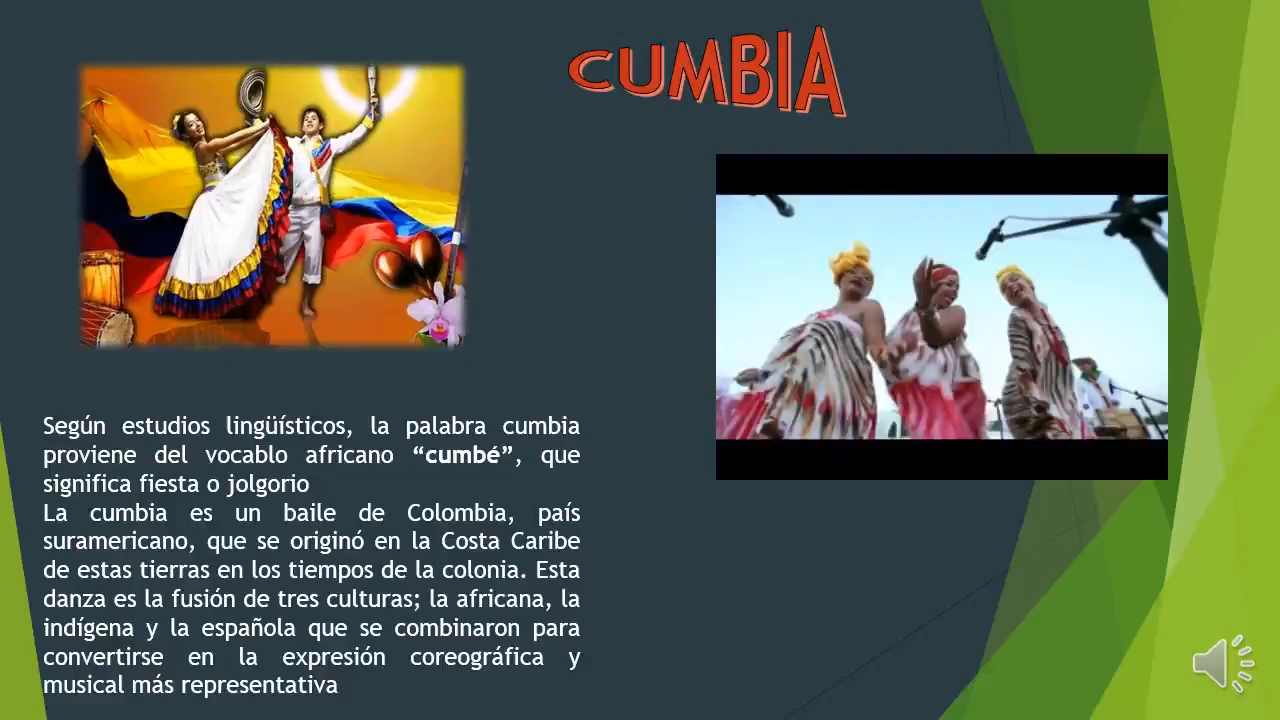 CUMBIA
Según estudios lingüísticos, la palabra cumbia
proviene del vocablo africano “cumbé”, que
significa fiesta o jolgorio
La cumbia es un baile de Colombia, país
suramericano, que se originó en la Costa Caribe
de estas tierras en los tiempos de la colonia. Esta
danza es la fusión de tres culturas; la africana, la
indígena y la española que se combinaron para
convertirse en la expresión coreográfica y
musical más representativa